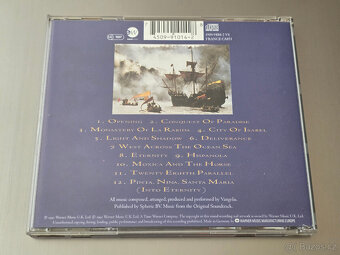 4509-91014-2
1. Opening 2. Conquest Of Paradise
3. Monastery Of La Rabida 4. City Of Isabel
5. Light And Shadow 6. Deliverance
7. West Across The Ocean Sea
8. Eternity 9. Hispanola
10. Moxica And The Horse
11. Twenty Eighth Parallel
12. Pinta, Nina, Santa Maria
(Into Eternity)
All music composed, arranged, produced and performed by Vangelis.
Published by Spheric BV. Music from the Original Soundtrack.